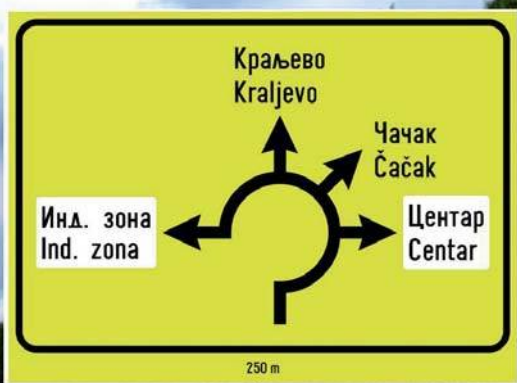 Краљево
Kraljevo
Чачак
Čačak
Инд. зона
Ind. zona
Центар
Centar
250 m